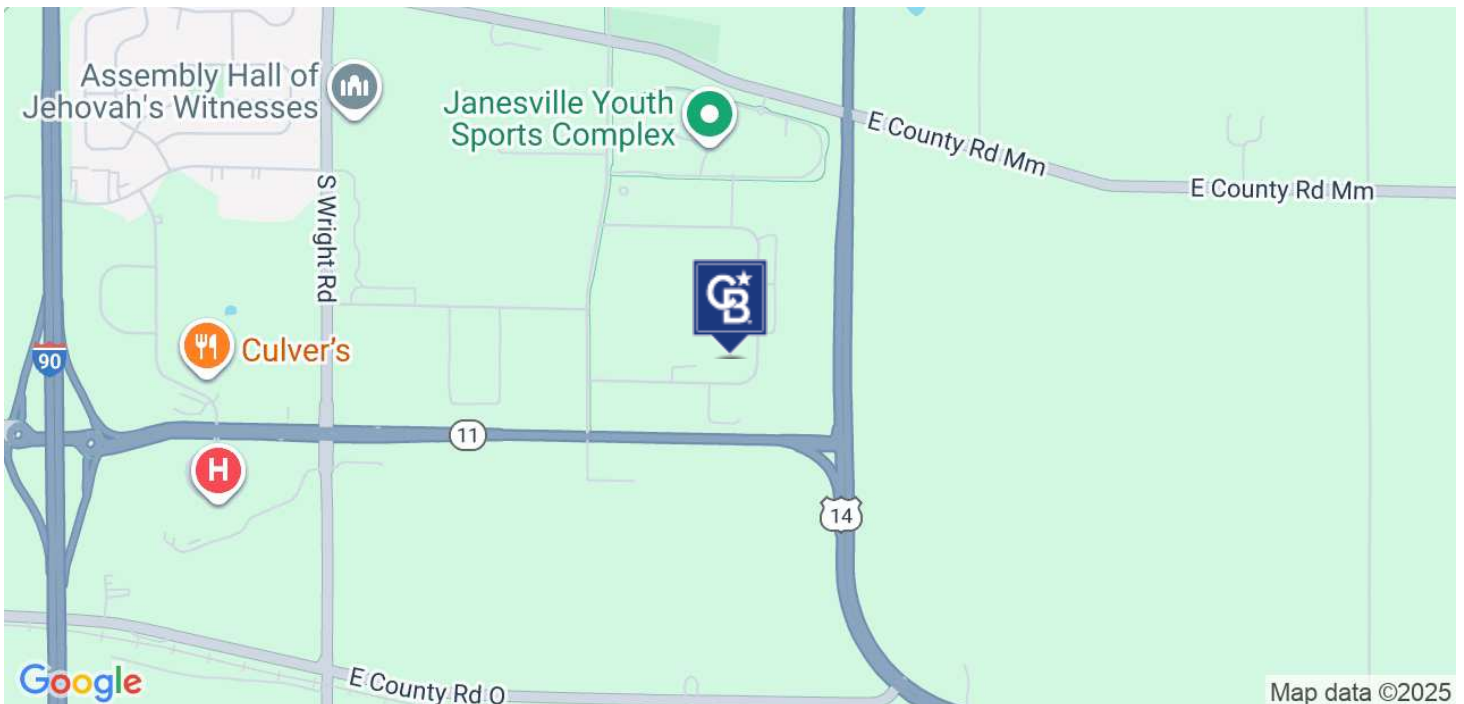 Assembly Hall of
Jehovah's Witnesses
Janesville Youth
Sports Complex
E County Rd Mm
E County Rd Mm
S Wright Rd
CB
90
Culver's
11
H
14
E County Rd O
Google
Map data ©2025